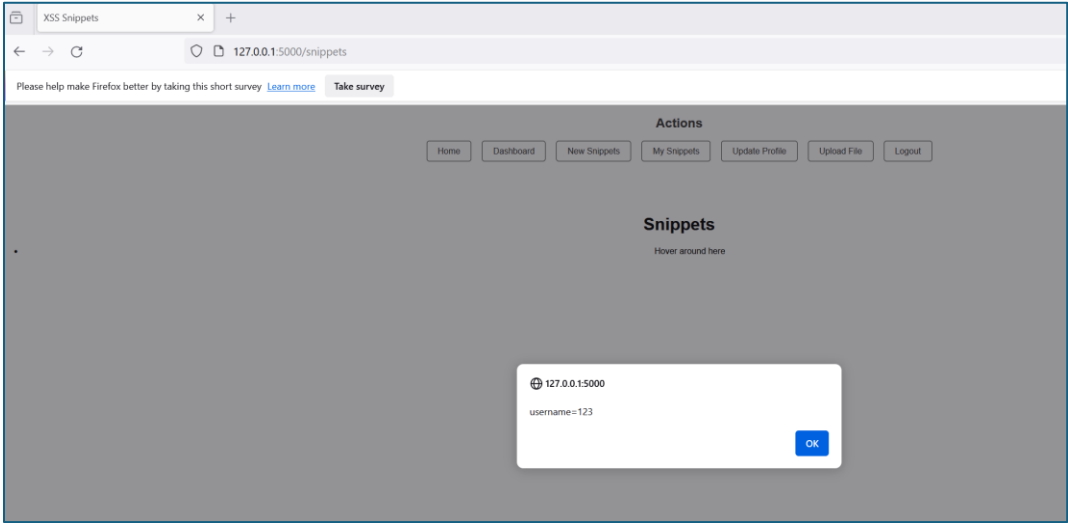 XSS Snippets
127.0.0.1:5000/snippets
Please help make Firefox better by taking this short survey Learn more Take survey
Actions
Home Dashboard New Snippets My Snippets Update Profile Upload File Logout
Snippets
Hover around here
127.0.0.1:5000
username=123
OK